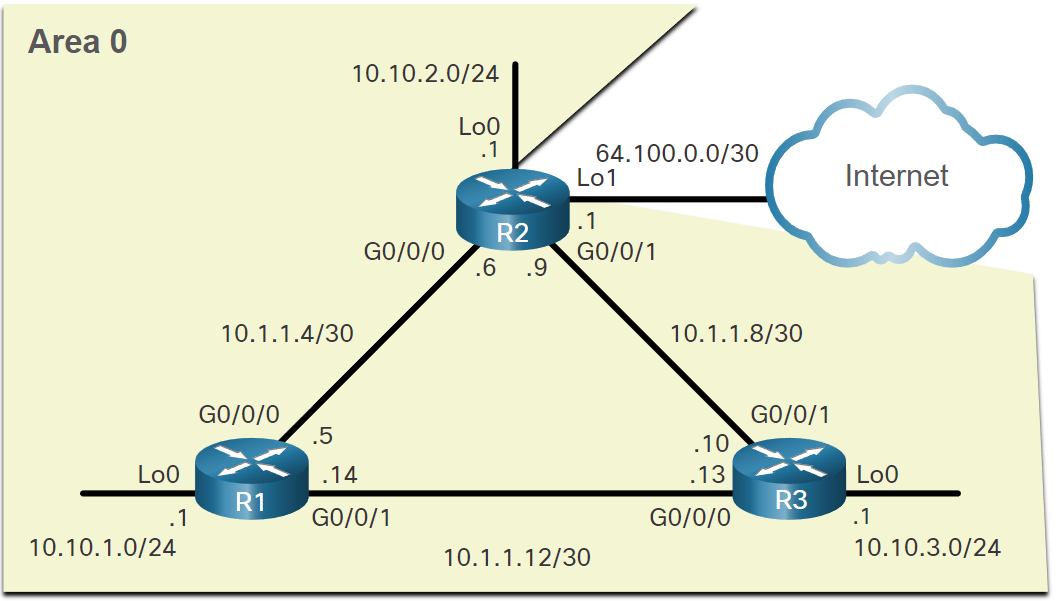 Area 0
10.10.2.0/24
Lo0
.1
64.100.0.0/30
Internet
Lo1
.1
R2
G0/0/0
G0/0/1
.6
.9
10.1.1.4/30
10.1.1.8/30
G0/0/0
G0/0/1
.5
.10
Lo0
.14
.13
Lo0
R1
R3
.1
G0/0/1
G0/0/0
.1
10.10.1.0/24
10.1.1.12/30
10.10.3.0/24